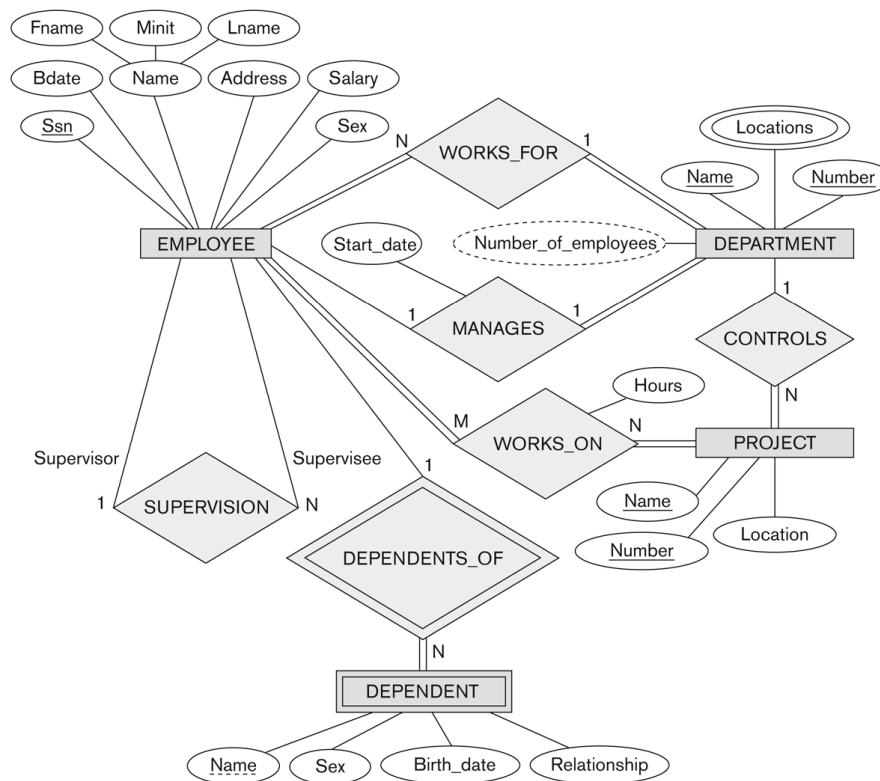 Fname Minit Lname
Bdate Name Address Salary
Ssn Sex
N WORKS_FOR 1
Locations
Name Number
EMPLOYEE
Start_date
Number_of_employees
DEPARTMENT
1 MANAGES 1
1
CONTROLS
N
Hours
M WORKS_ON N
PROJECT
Name
Number
Location
Supervisor Supervisee
1 SUPERVISION N
1
DEPENDENTS_OF
N
DEPENDENT
Name Sex Birth_date Relationship